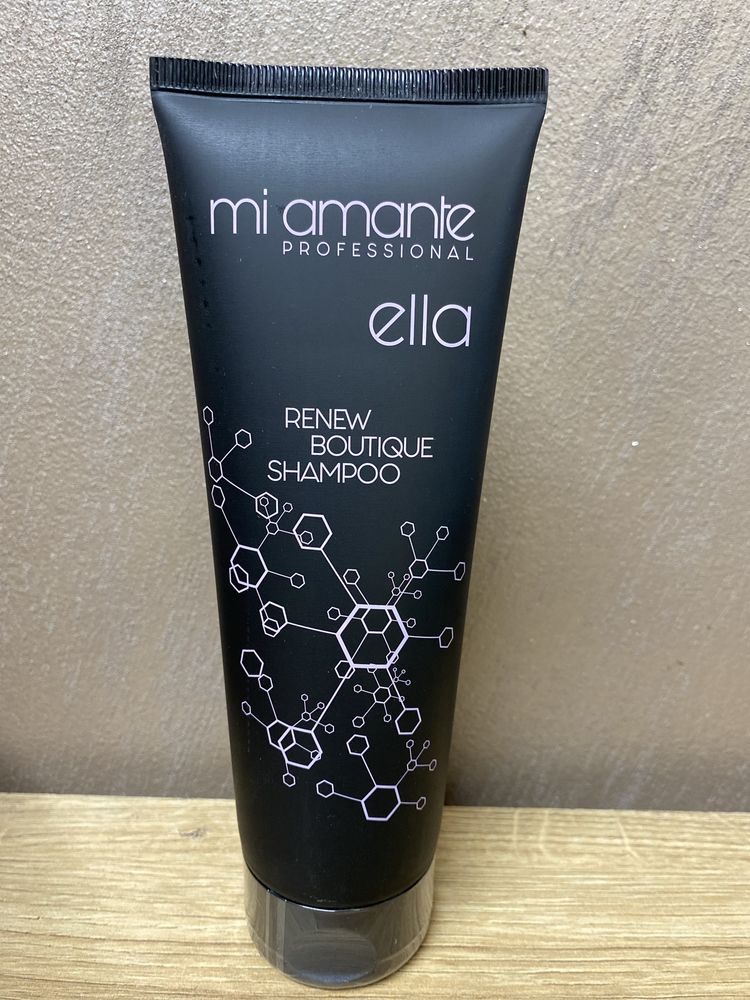 mi amante
PROFESSIONAL
ella
RENEW
BOUTIQUE
SHAMPOO